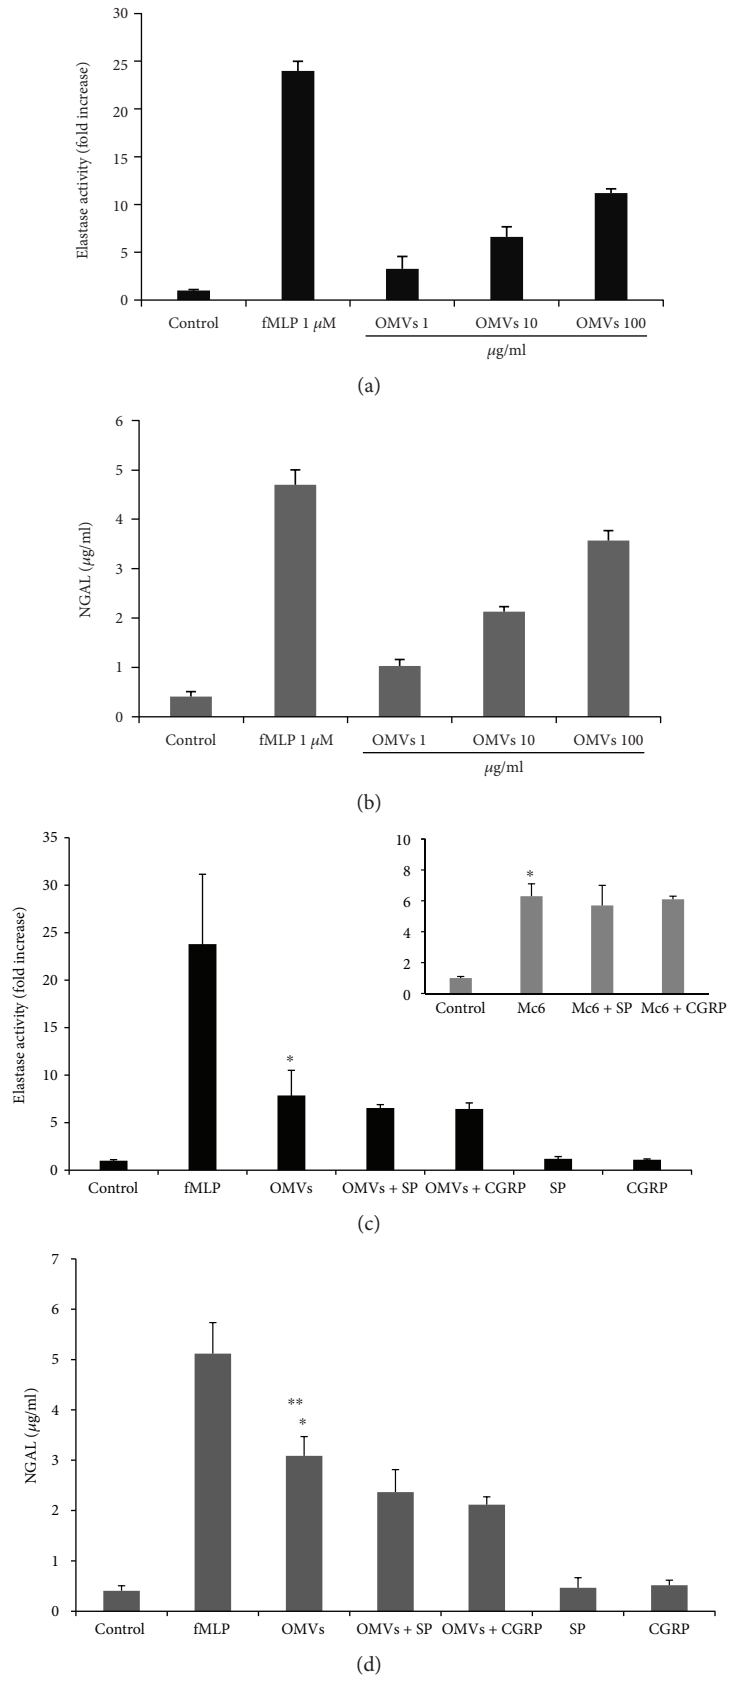 30
25
20
15
10
5
0
Elastase activity (fold increase)
Control fMLP 1 μM OMVs 1 OMVs 10 OMVs 100
μg/ml
(a)
6
5
4
3
2
1
0
NGAL (μg/ml)
Control fMLP 1 μM OMVs 1 OMVs 10 OMVs 100
μg/ml
(b)
35
30
25
20
15
10
5
0
Elastase activity (fold increase)
*
Control fMLP OMVs OMVs + SP OMVs + CGRP SP CGRP
10
8
6
4
2
0
*
Control Mc6 Mc6 + SP Mc6 + CGRP
(c)
7
6
5
4
3
2
1
0
NGAL (μg/ml)
**
*
Control fMLP OMVs OMVs + SP OMVs + CGRP SP CGRP
(d)